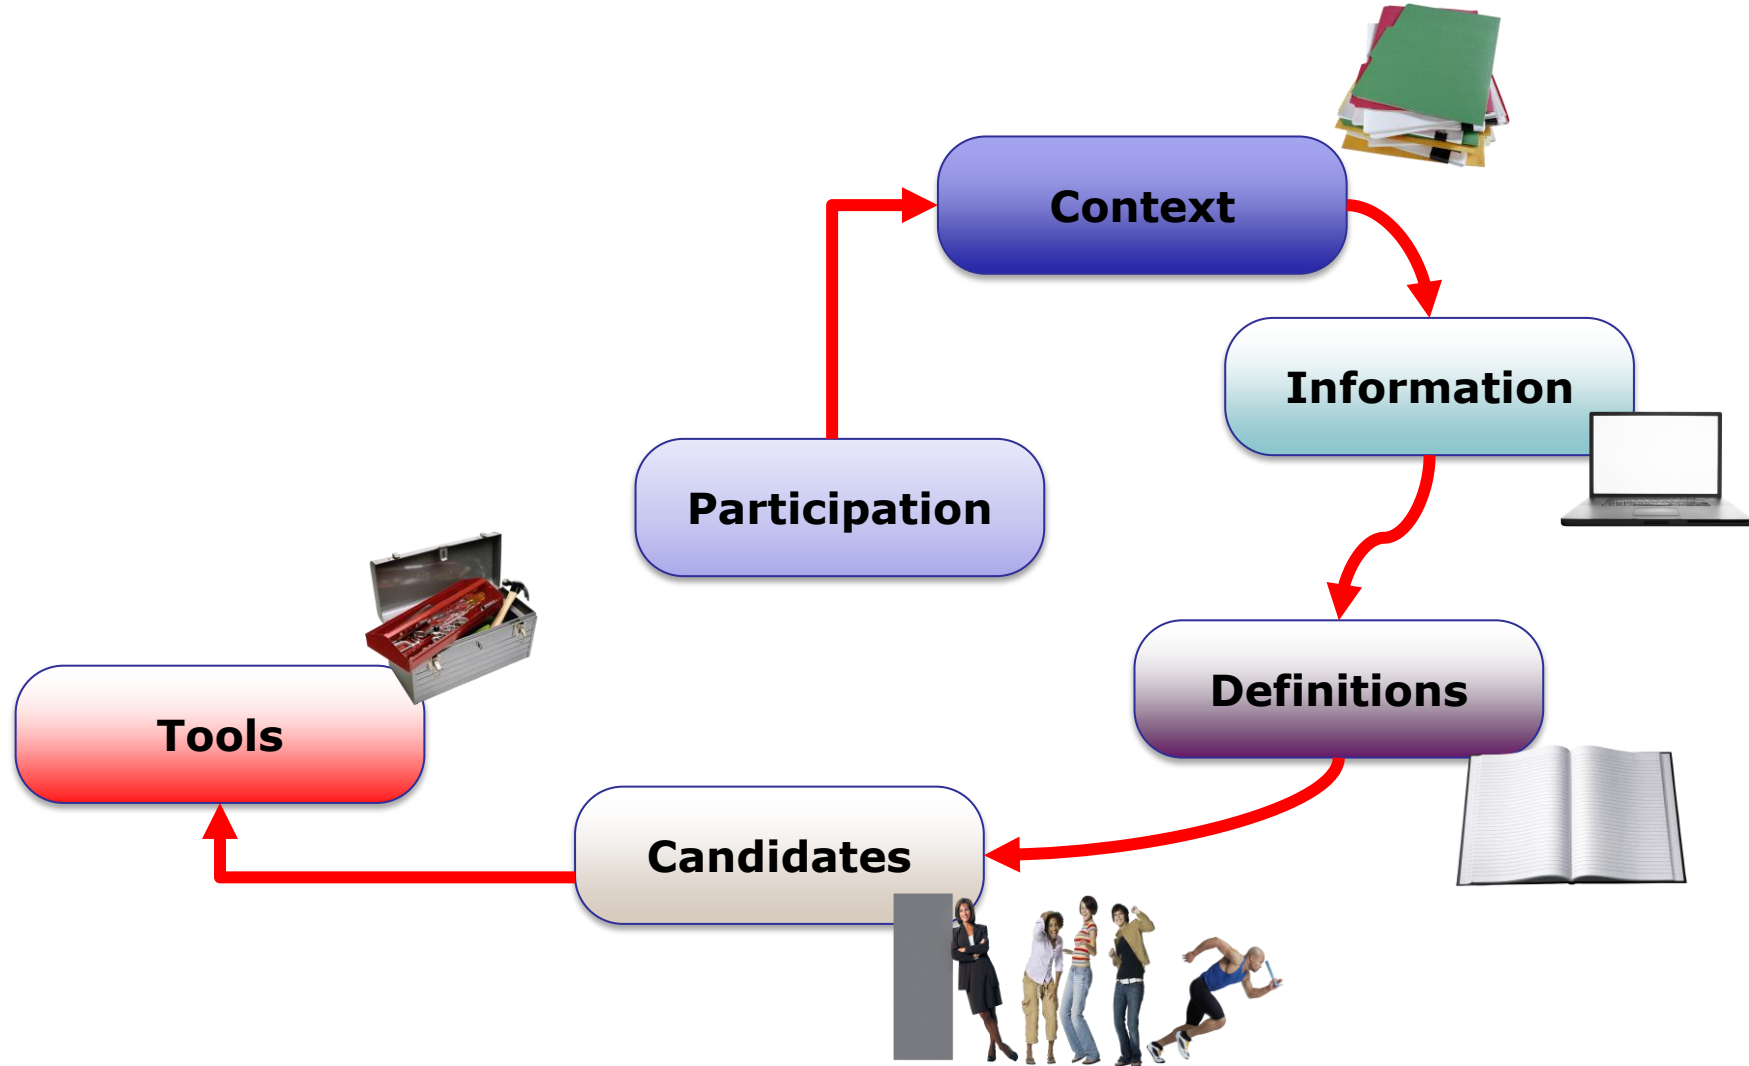 Context
Information
Participation
Definitions
Tools
Candidates